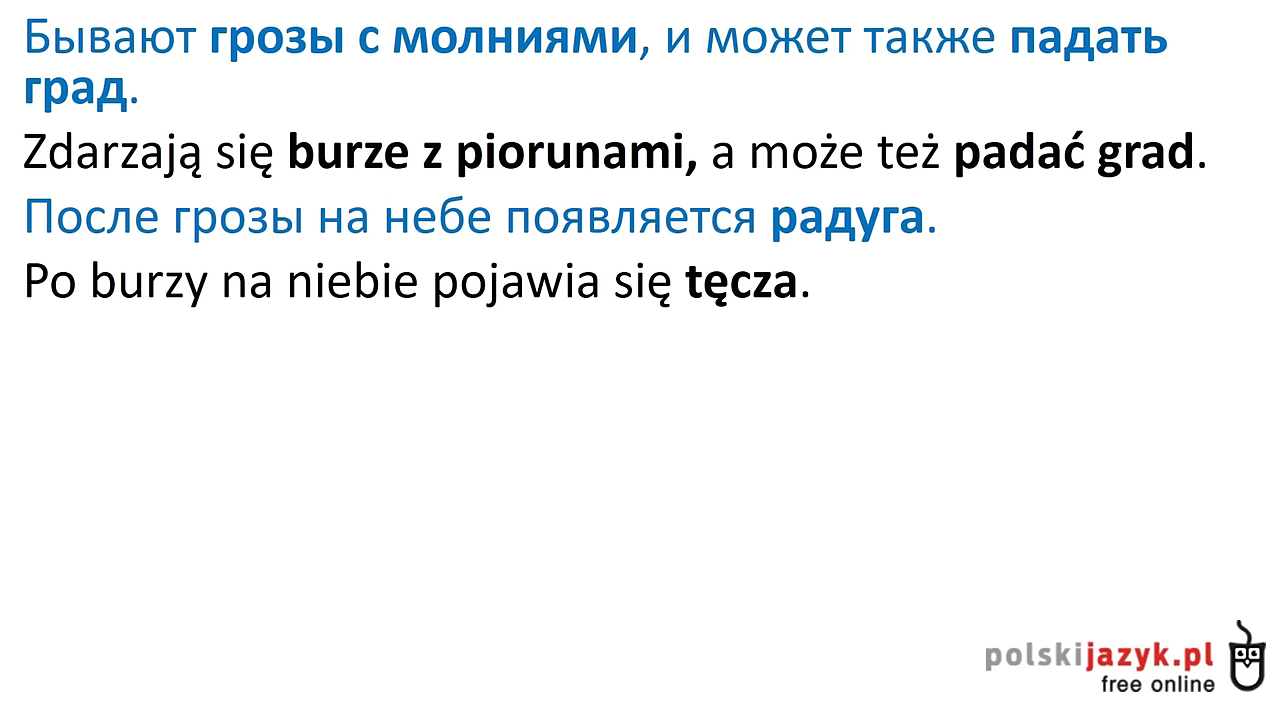 Бывают грозы с молниями, и может также падать
град.
Zdarzają się burze z piorunami, a może też padać grad.
После грозы на небе появляется радуга.
Po burzy na niebie pojawia się tęcza.
polskijazyk.pl
free online